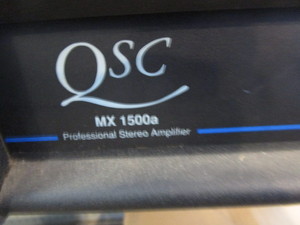 QSC
MX 1500a
Professional Stereo Amplifier